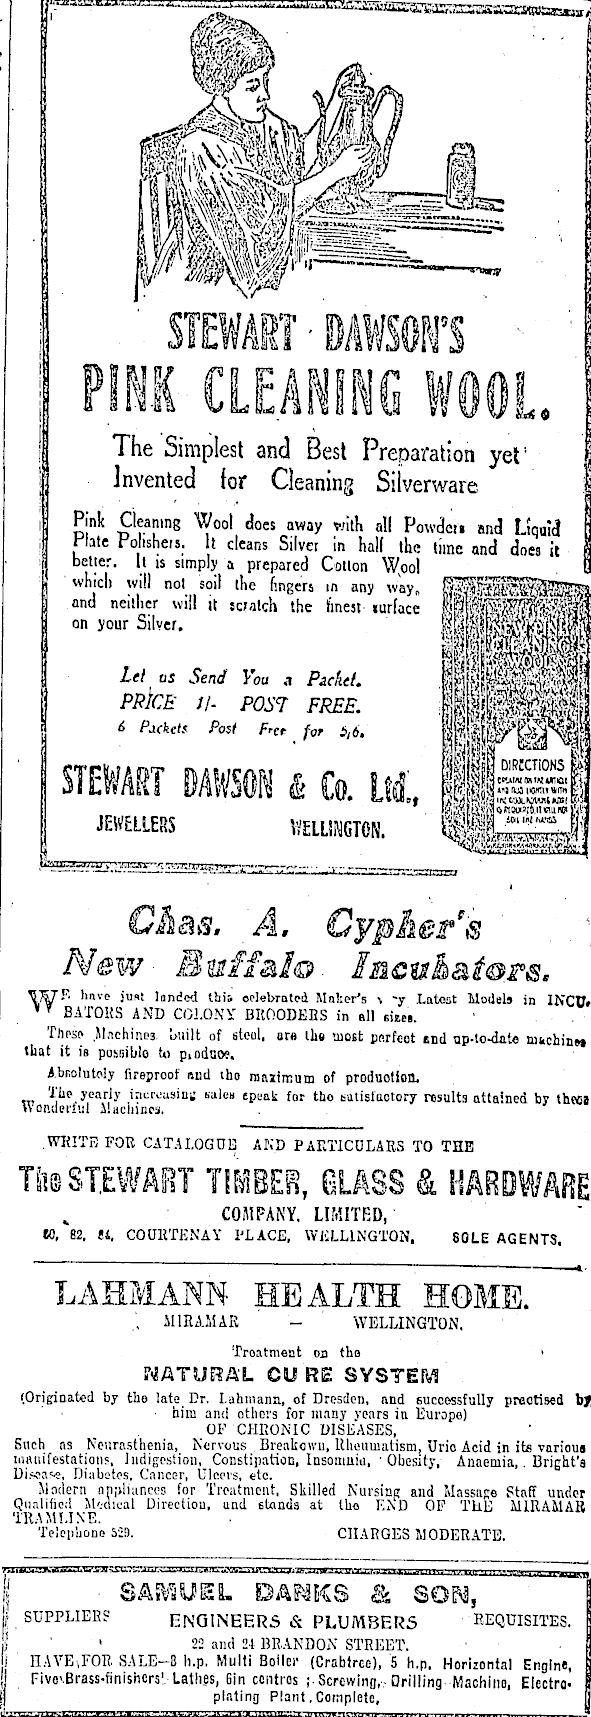 STEWART DAWSON'S
PINK CLEANING WOOL.
The Simplest and Best Preparation yet
Invented for Cleaning Silverware
Pink Cleaning Wool does away with all Powders and Liquid
Plate Polishers. It cleans Silver in half the time and does it
better. It is simply a prepared Cotton Wool
which will not soil the fingers in any way,
and neither will it scratch the finest surface
on your Silver.
NEW PINK
CLEANING
WOOL
DIRECTIONS
Let us Send You a Packet.
PRICE 1/- POST FREE.
6 Packets Post Free for 5/6.
STEWART DAWSON & Co. Ltd.,
JEWELLERS WELLINGTON.
Chas. A. Cypher's
New Buffalo Incubators.
WE have just landed this celebrated Maker's Latest Models in INCU-
BATORS AND COLONY BROODERS in all sizes.
These Machines built of steel, are the most perfect and up-to-date machines
that it is possible to produce.
Absolutely fireproof and the maximum of production.
The yearly increasing sales speak for the satisfactory results attained by these
Wonderful Machines.
WRITE FOR CATALOGUE AND PARTICULARS TO THE
The STEWART TIMBER, GLASS & HARDWARE
COMPANY, LIMITED,
80, 82, 84, COURTENAY PLACE, WELLINGTON, SOLE AGENTS.
LAHMANN HEALTH HOME.
MIRAMAR — WELLINGTON.
Treatment on the
NATURAL CURE SYSTEM
(Originated by the late Dr. Lahmann, of Dresden, and successfully practised by
him and others for many years in Europe)
OF CHRONIC DISEASES,
Such as Neurasthenia, Nervous Breakown, Rheumatism, Uric Acid in its various
manifestations, Indigestion, Constipation, Insomnia, Obesity, Anaemia, Bright's
Disease, Diabetes, Cancer, Ulcers, etc.
Modern appliances for Treatment, Skilled Nursing and Massage Staff under
Qualified Medical Direction, and stands at the END OF THE MIRAMAR
TRAMLINE.
Telephone 529. CHARGES MODERATE.
SAMUEL DANKS & SON,
SUPPLIERS ENGINEERS & PLUMBERS REQUISITES.
22 and 24 BRANDON STREET.
HAVE FOR SALE—8 h.p. Multi Boiler (Crabtree), 5 h.p. Horizontal Engine,
Five Brass-finishers' Lathes, 6in centres; Screwing, Drilling Machine, Electro-
plating Plant Complete,